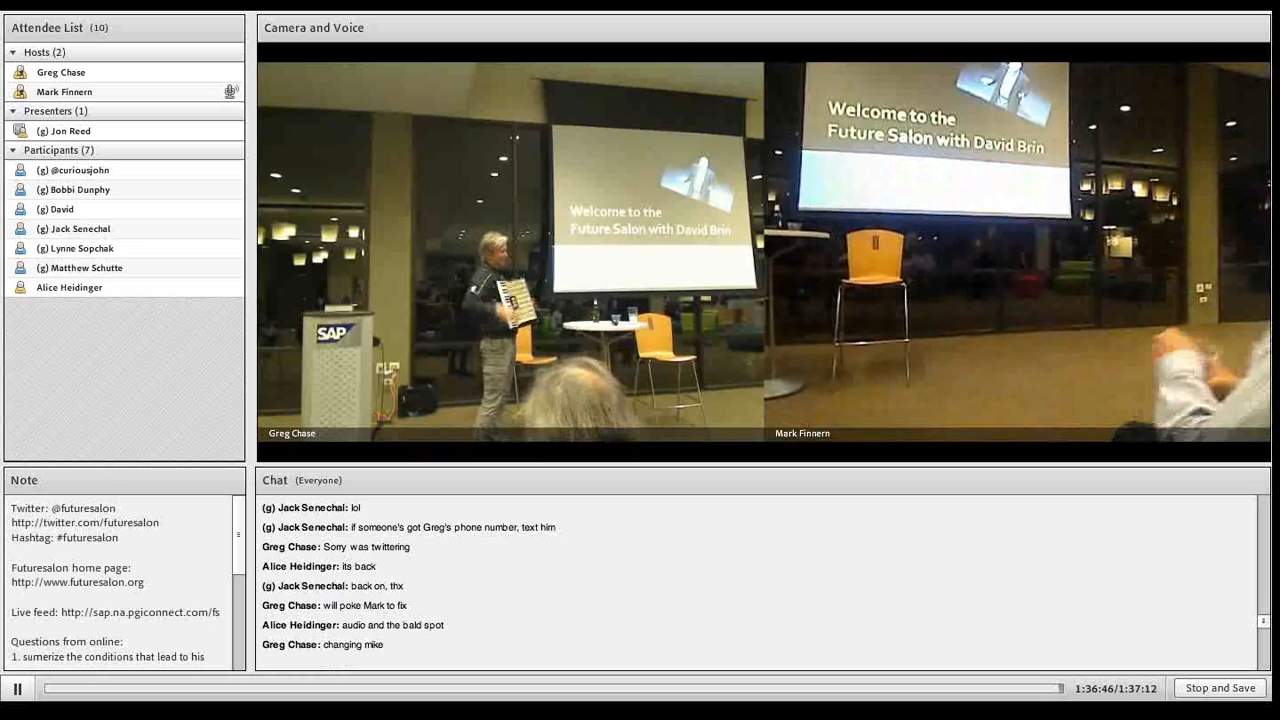 Attendee List (10)
Hosts (2)
Greg Chase
Mark Finnern
Presenters (1)
(g) Jon Reed
Participants (7)
(g) @curiousjohn
(g) Bobbi Dunphy
(g) David
(g) Jack Senechal
(g) Lynne Sopchak
(g) Matthew Schutte
Alice Heidinger
Camera and Voice
Welcome to the
Future Salon with David Brin
SAP
Greg Chase
Welcome to the
Future Salon with David Brin
Mark Finnern
Note
Twitter: @futuresalon
http://twitter.com/futuresalon
Hashtag: #futuresalon
Futuresalon home page:
http://www.futuresalon.org
Live feed: http://sap.na.pgiconnect.com/fs
Questions from online:
1. sumerize the conditions that lead to his
Chat (Everyone)
(g) Jack Senechal: lol
(g) Jack Senechal: if someone's got Greg's phone number, text him
Greg Chase: Sorry was twittering
Alice Heidinger: its back
(g) Jack Senechal: back on, thx
Greg Chase: will poke Mark to fix
Alice Heidinger: audio and the bald spot
Greg Chase: changing mike
1:36:46/1:37:12
Stop and Save